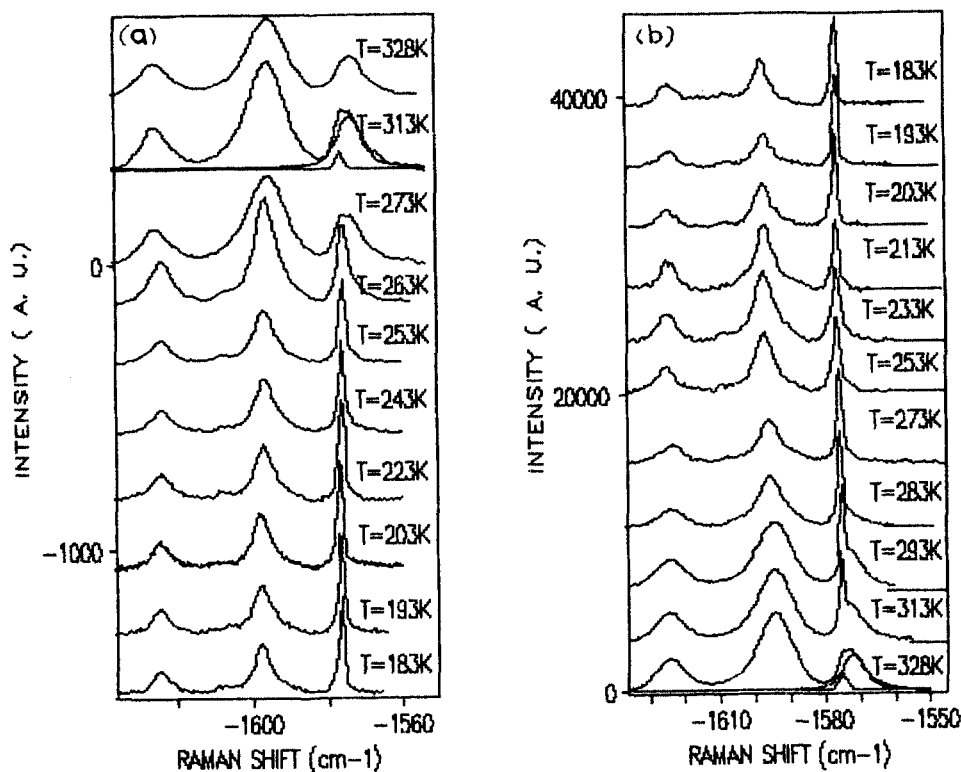 (a)
T=328K
T=313K
T=273K
0
T=263K
T=253K
T=243K
T=223K
-1000
T=203K
T=193K
T=183K
-1600
-1560
RAMAN SHIFT (cm-1)
INTENSITY ( A. U.)
(b)
T=183K
40000
T=193K
T=203K
T=213K
T=233K
T=253K
20000
T=273K
T=283K
T=293K
T=313K
T=328K
0
-1610
-1580
-1550
RAMAN SHIFT (cm-1)
INTENSITY ( A. U.)